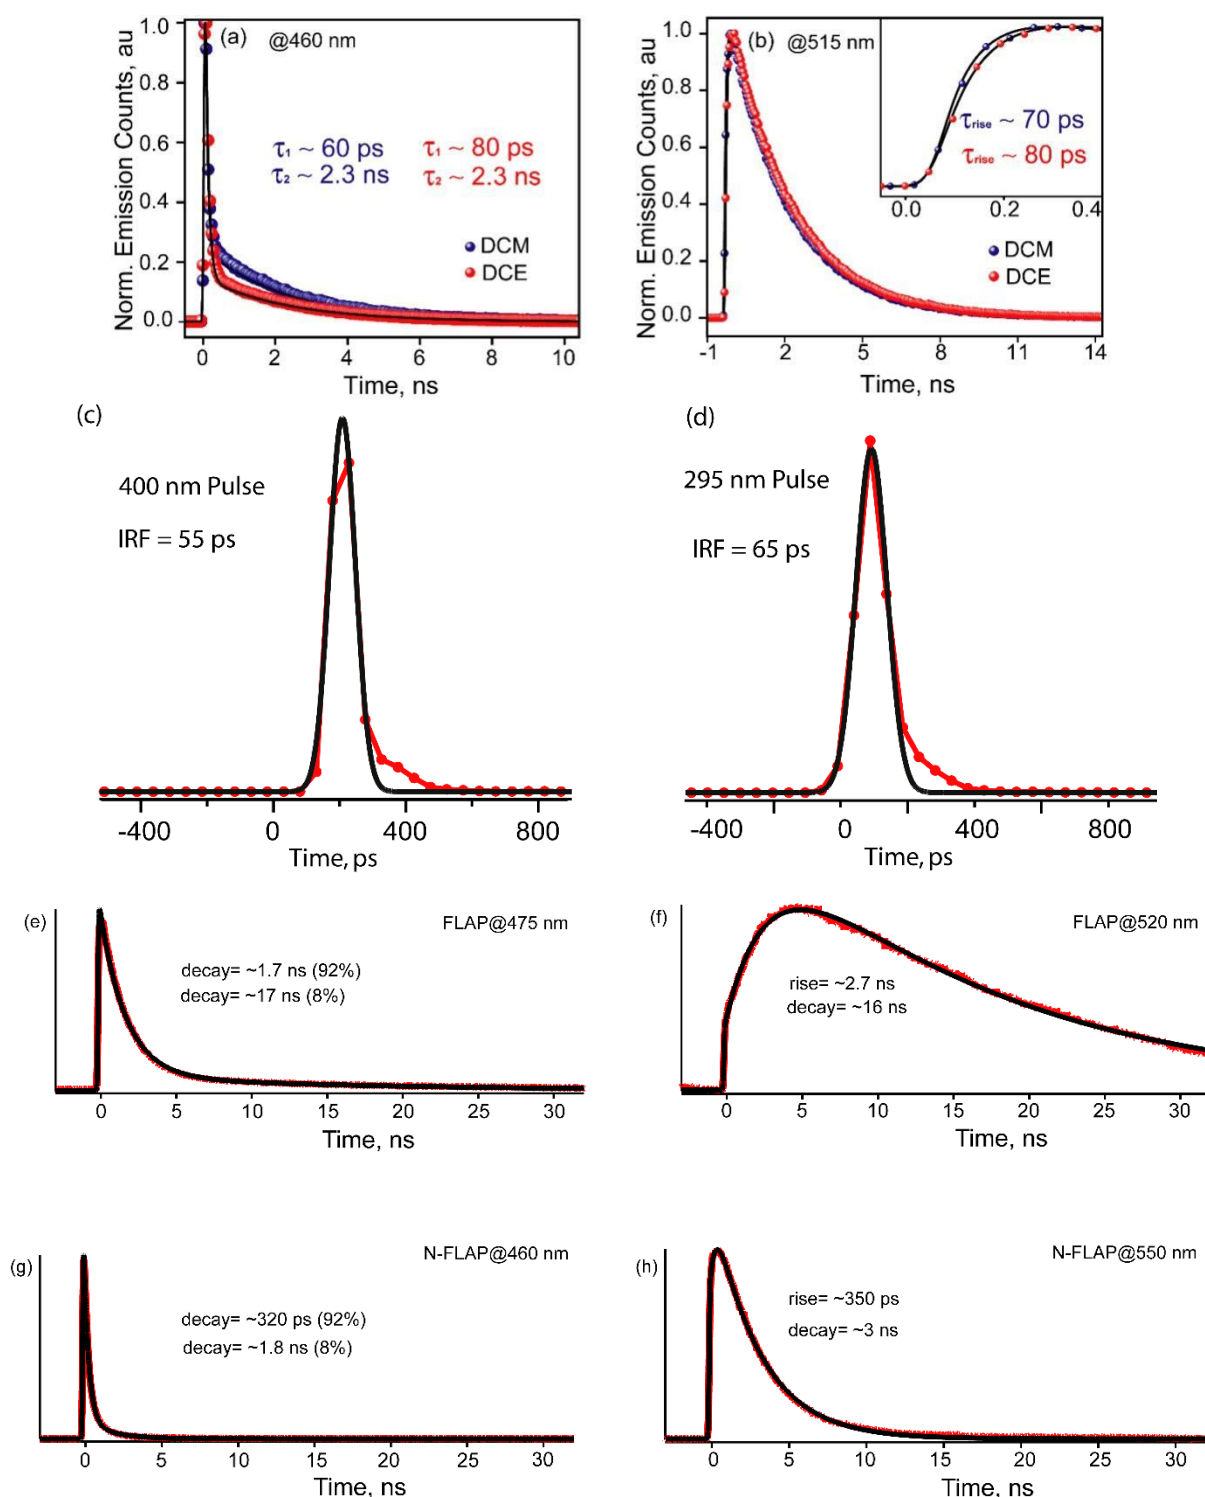 (a) @460 nm
Norm. Emission Counts, au
1.0
0.8
0.6
0.4
0.2
0.0
τ₁ ~ 60 ps
τ₂ ~ 2.3 ns
τ₁ ~ 80 ps
τ₂ ~ 2.3 ns
DCM
DCE
0 2 4 6 8 10
Time, ns
(b) @515 nm
Norm. Emission Counts, au
1.0
0.8
0.6
0.4
0.2
0.0
τrise ~ 70 ps
τrise ~ 80 ps
0.0 0.2 0.4
DCM
DCE
-1 2 5 8 11 14
Time, ns
(c)
400 nm Pulse
IRF = 55 ps
-400 0 400 800
Time, ps
(d)
295 nm Pulse
IRF = 65 ps
-400 0 400 800
Time, ps
(e) FLAP@475 nm
decay= ~1.7 ns (92%)
decay= ~17 ns (8%)
0 5 10 15 20 25 30
Time, ns
(f) FLAP@520 nm
rise= ~2.7 ns
decay= ~16 ns
0 5 10 15 20 25 30
Time, ns
(g) N-FLAP@460 nm
decay= ~320 ps (92%)
decay= ~1.8 ns (8%)
0 5 10 15 20 25 30
Time, ns
(h) N-FLAP@550 nm
rise= ~350 ps
decay= ~3 ns
0 5 10 15 20 25 30
Time, ns